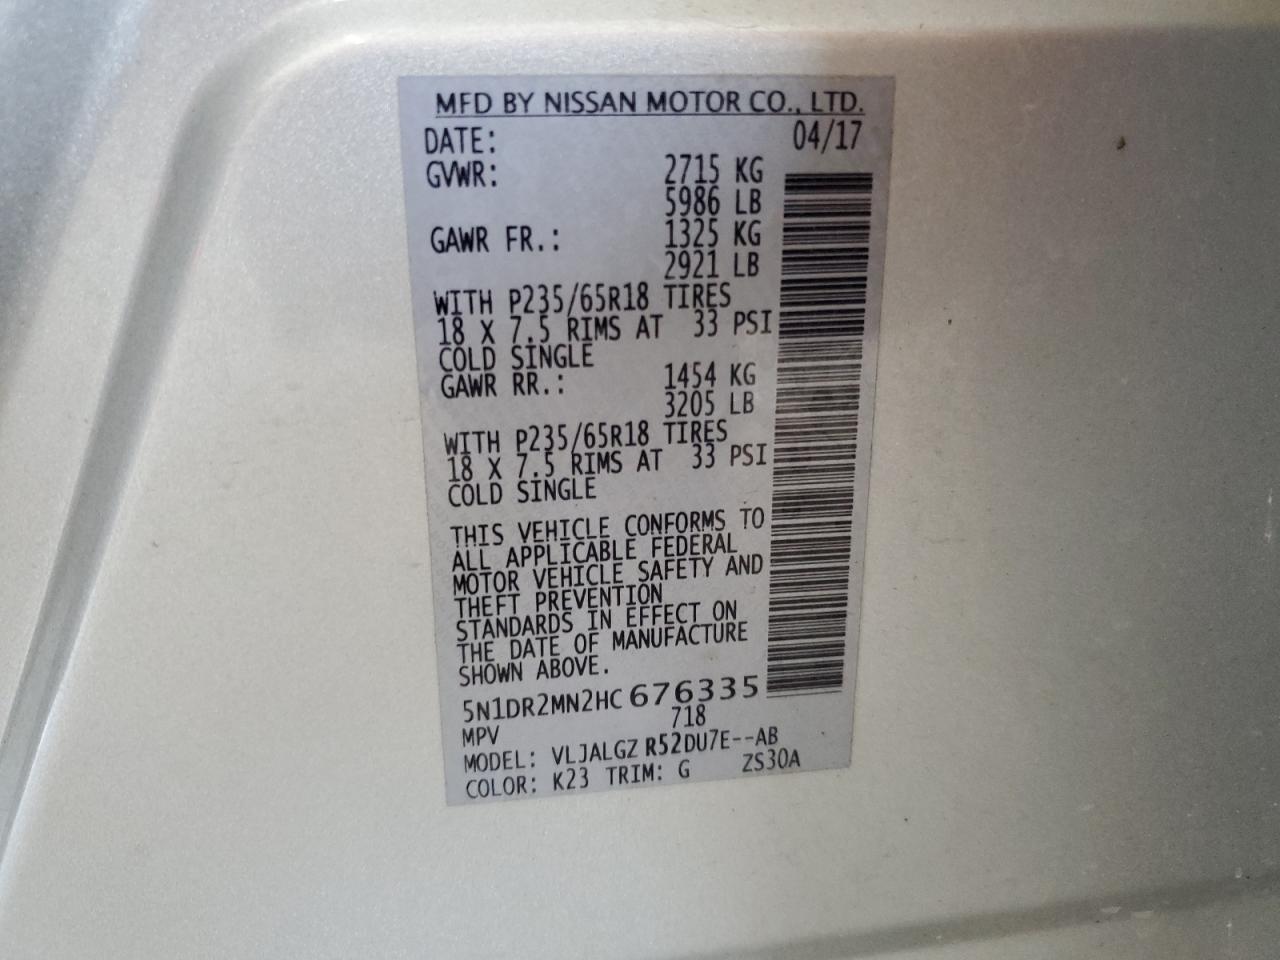 MFD BY NISSAN MOTOR CO., LTD.
DATE: 04/17
GVWR: 2715 KG
5986 LB
GAWR FR.: 1325 KG
2921 LB
WITH P235/65R18 TIRES
18 X 7.5 RIMS AT 33 PSI
COLD SINGLE
GAWR RR.: 1454 KG
3205 LB
WITH P235/65R18 TIRES
18 X 7.5 RIMS AT 33 PSI
COLD SINGLE
THIS VEHICLE CONFORMS TO
ALL APPLICABLE FEDERAL
MOTOR VEHICLE SAFETY AND
THEFT PREVENTION
STANDARDS IN EFFECT ON
THE DATE OF MANUFACTURE
SHOWN ABOVE.
5N1DR2MN2HC676335
MPV 718
MODEL: VLJALGZ R52DU7E--AB
COLOR: K23 TRIM: G ZS30A